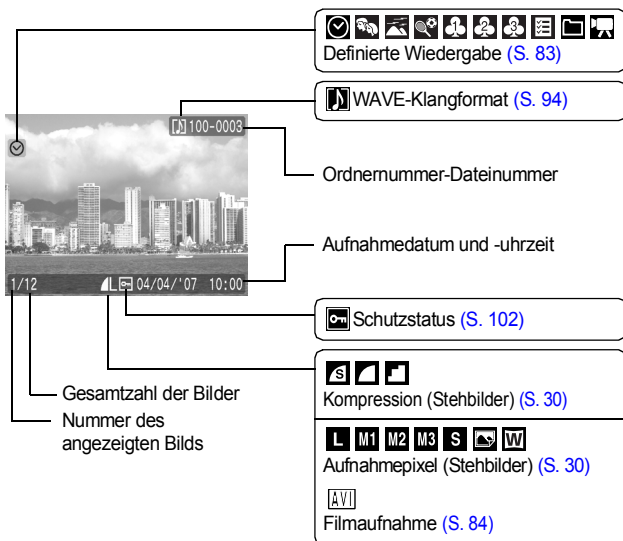 Definierte Wiedergabe (S. 83)
WAVE-Klangformat (S. 94)
100-0003
Ordnernummer-Dateinummer
Aufnahmedatum und -uhrzeit
1/12 L 04/04/'07 10:00
Schutzstatus (S. 102)
S
Kompression (Stehbilder) (S. 30)
Gesamtzahl der Bilder
Nummer des
angezeigten Bilds
L M1 M2 M3 S W
Aufnahmepixel (Stehbilder) (S. 30)
AVI
Filmaufnahme (S. 84)